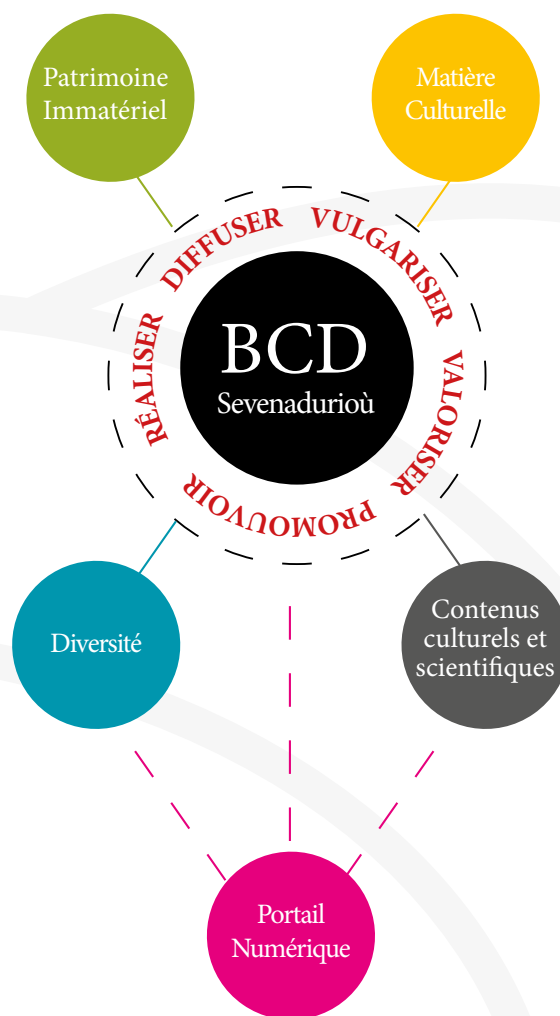 Patrimoine
Immatériel
Matière
Culturelle
RÉALISER DIFFUSER VULGARISER VALORISER PROMOUVOIR
BCD
Sevenadurioù
Diversité
Contenus
culturels et
scientifiques
Portail
Numérique